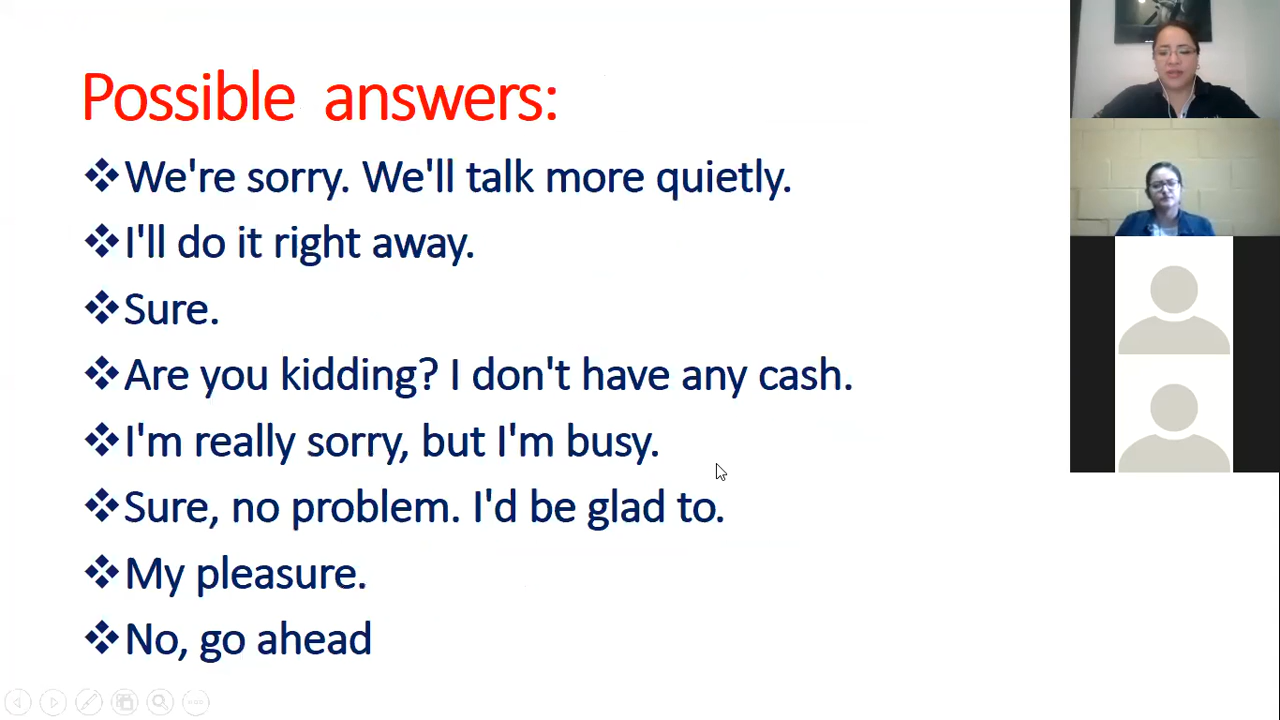 Possible answers:
We're sorry. We'll talk more quietly.
I'll do it right away.
Sure.
Are you kidding? I don't have any cash.
I'm really sorry, but I'm busy.
Sure, no problem. I'd be glad to.
My pleasure.
No, go ahead